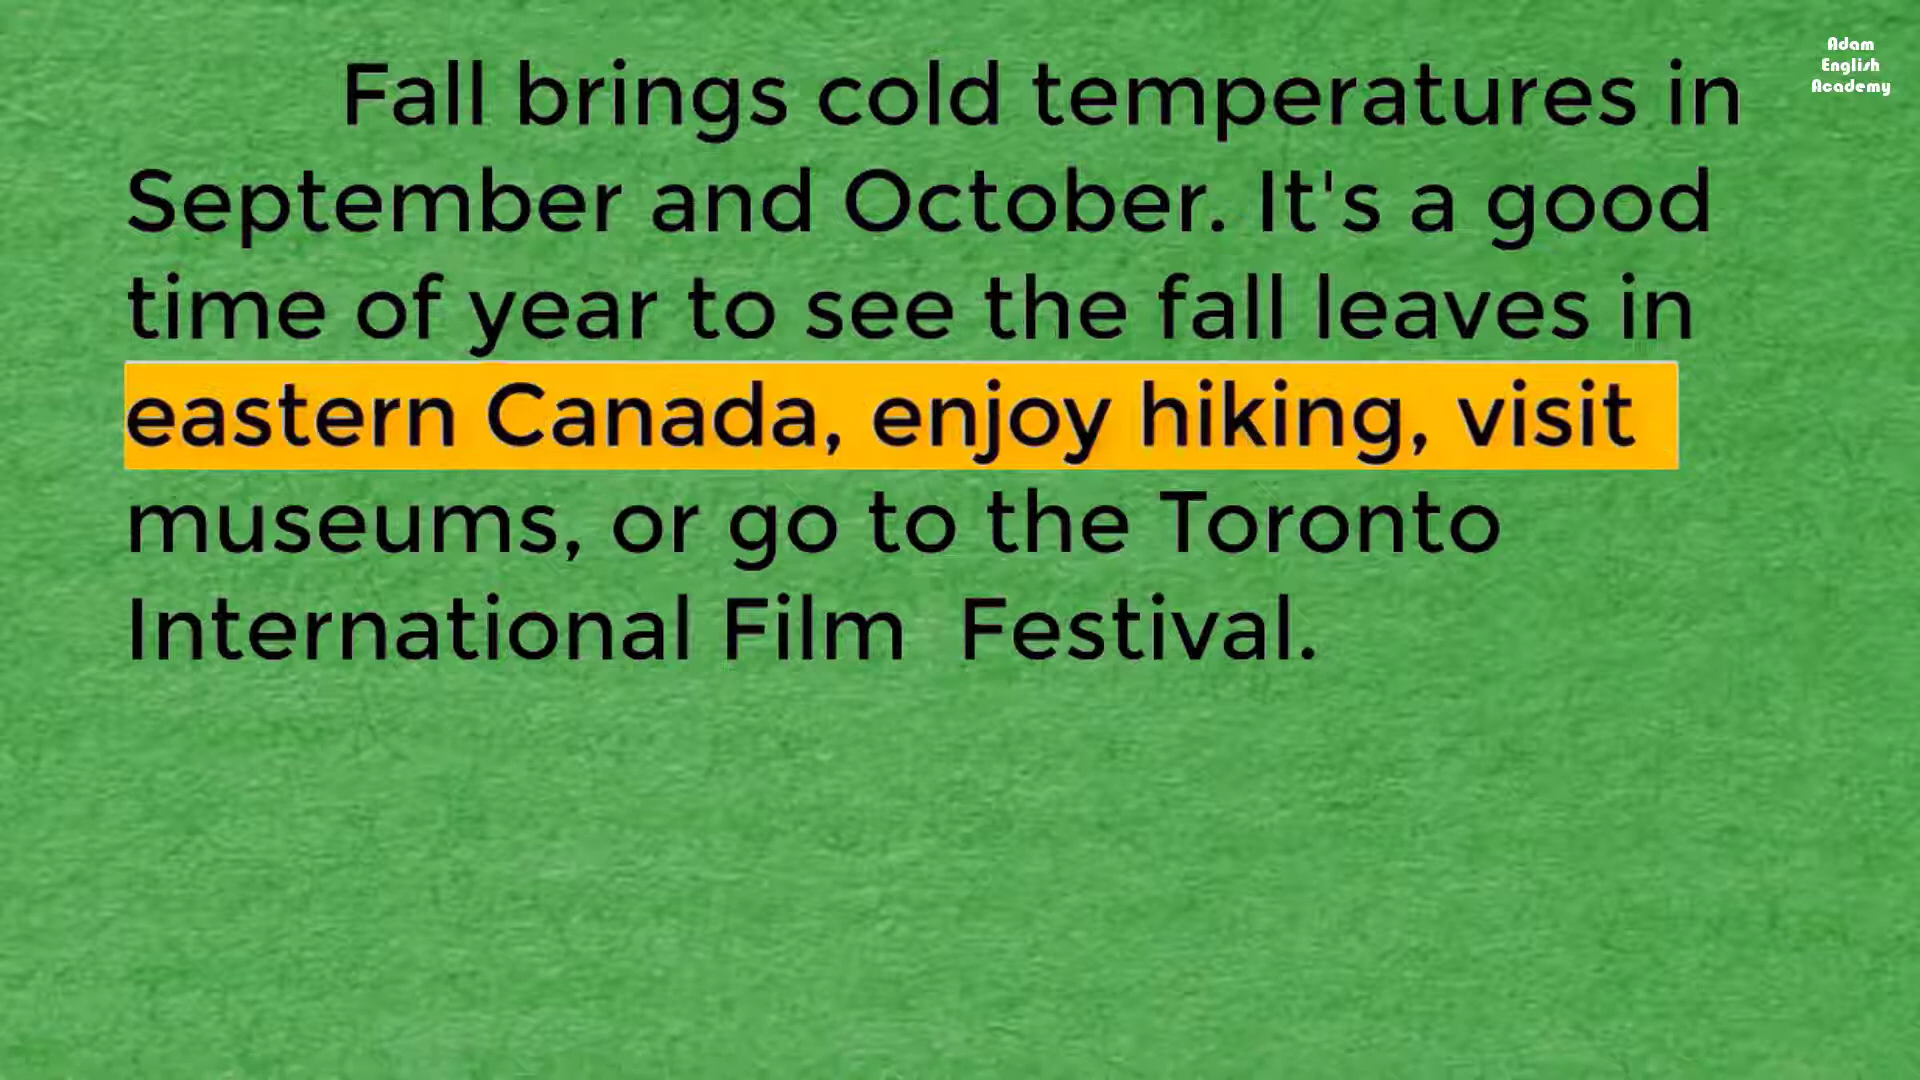 Fall brings cold temperatures in
September and October. It's a good
time of year to see the fall leaves in
eastern Canada, enjoy hiking, visit
museums, or go to the Toronto
International Film  Festival.
Adam
English
Academy